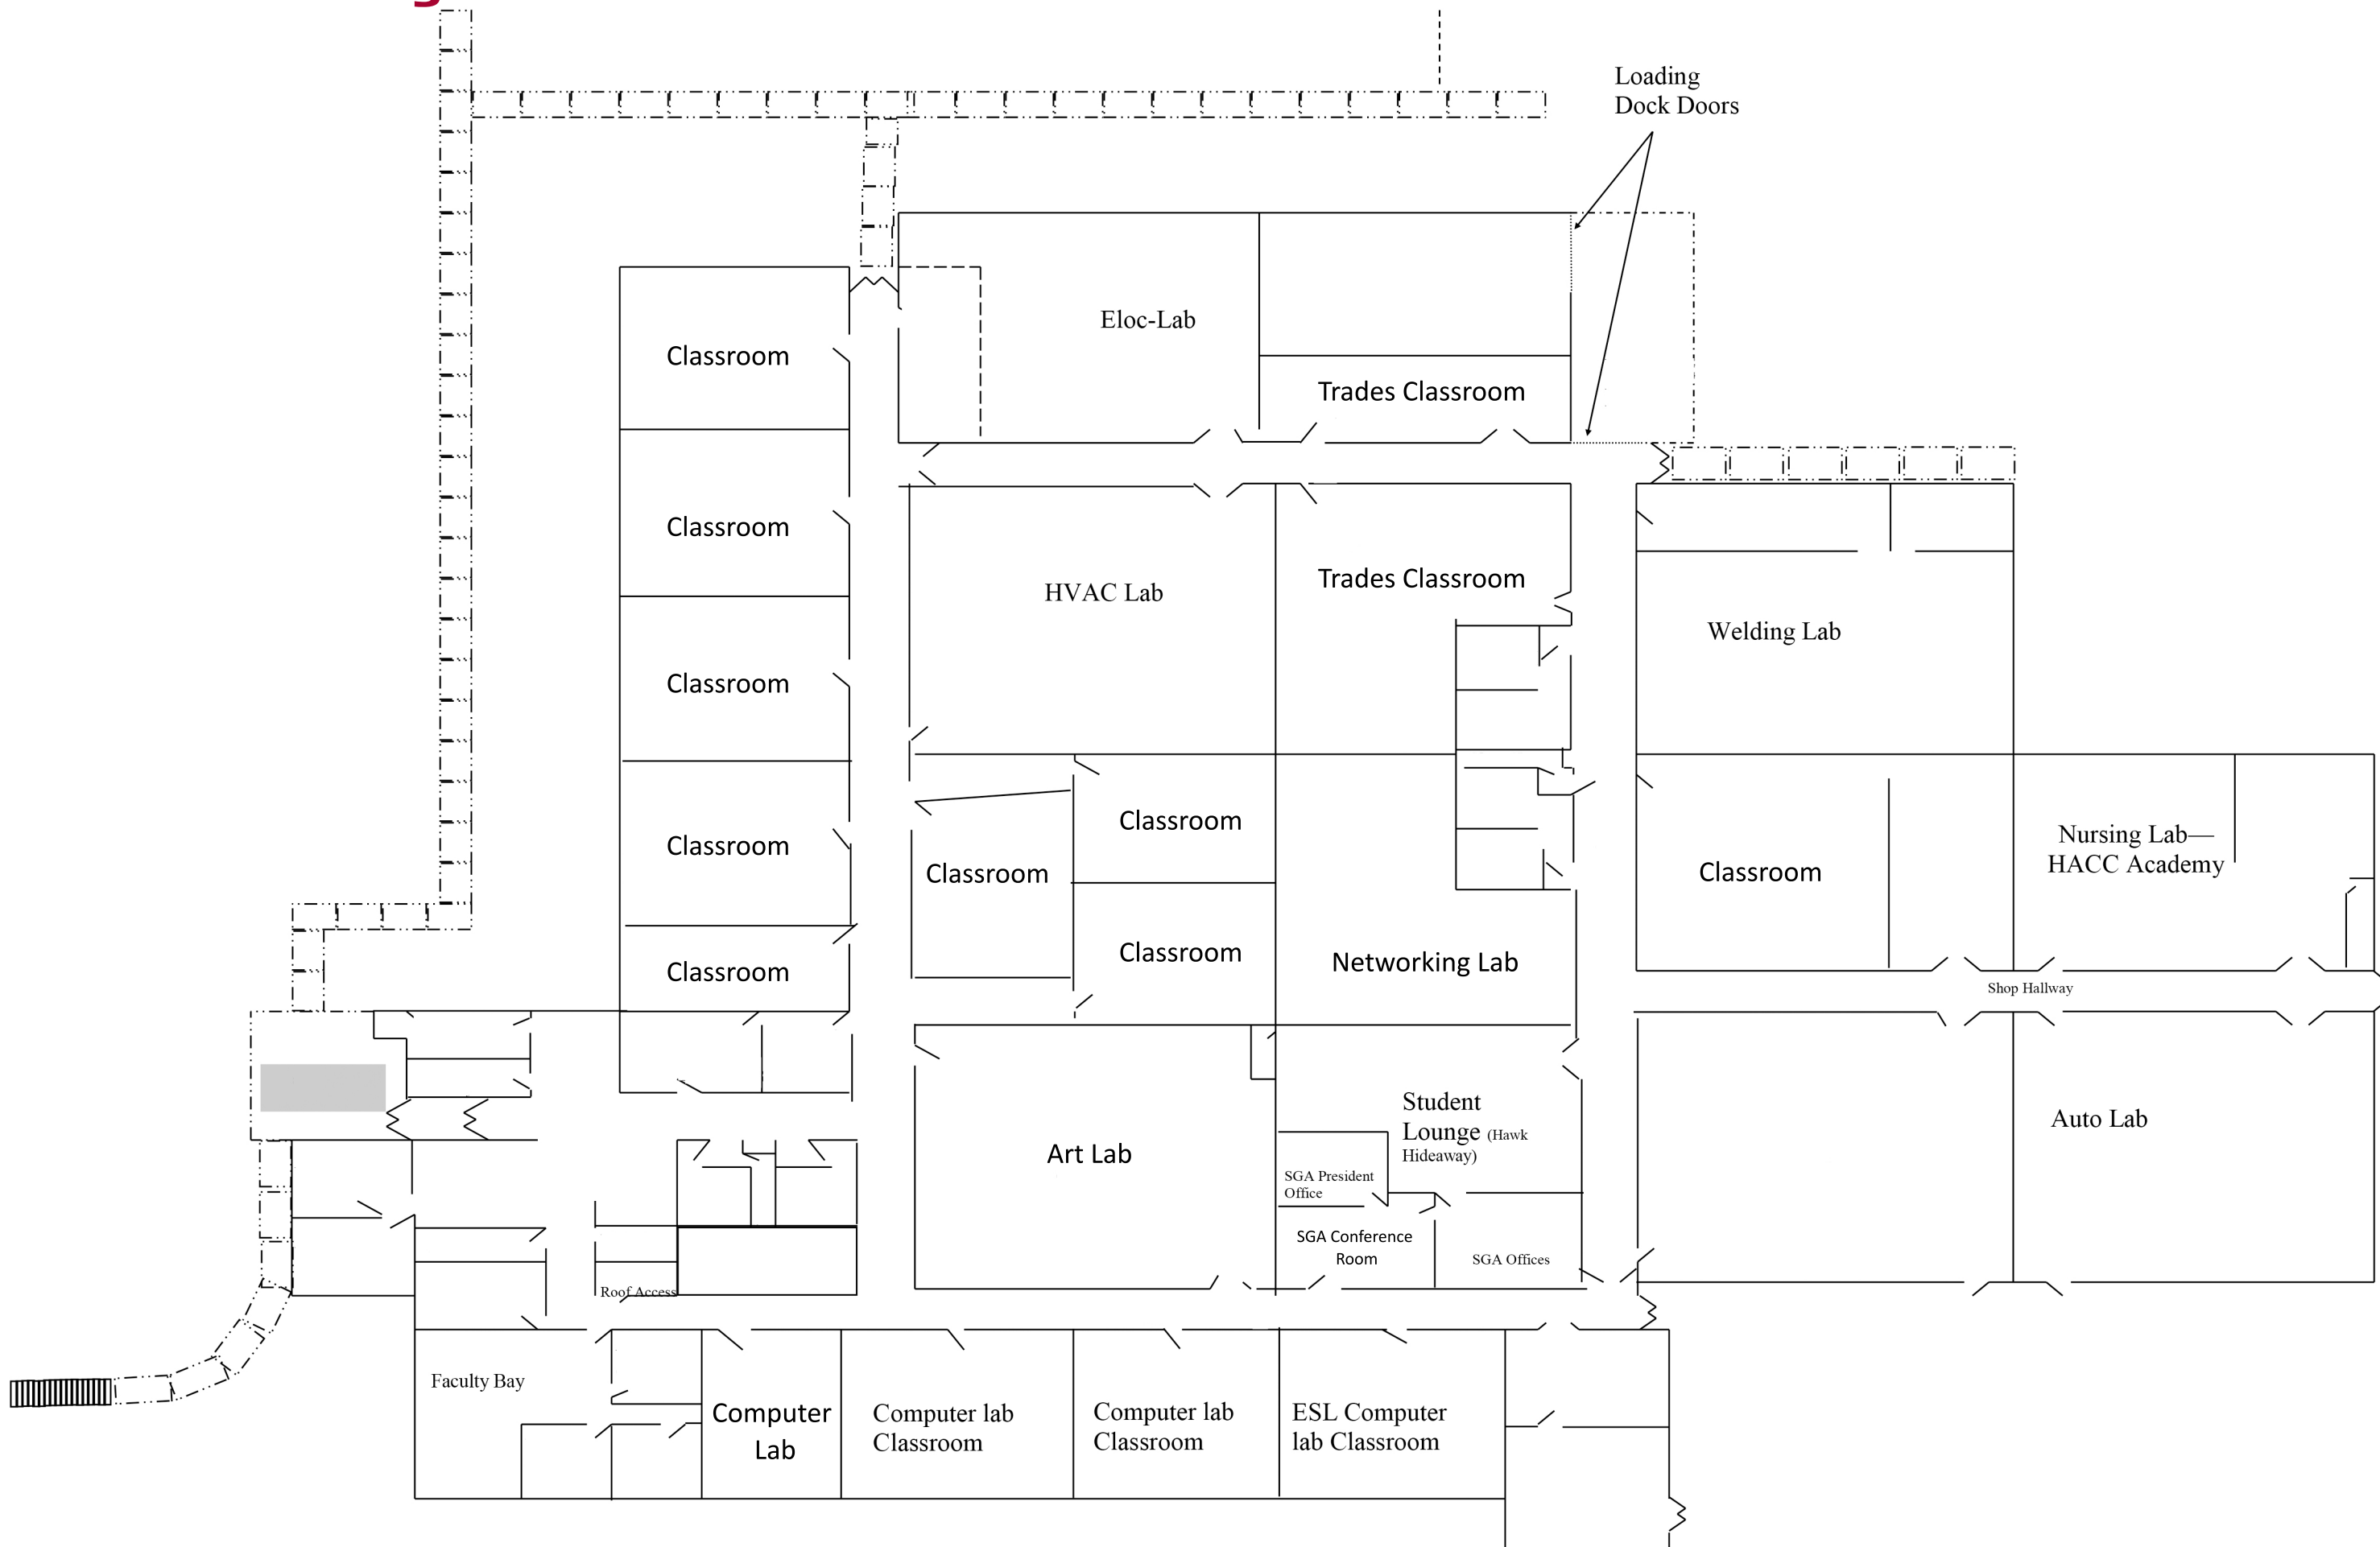 Loading
Dock Doors
Eloc-Lab
Classroom
Trades Classroom
Classroom
HVAC Lab
Trades Classroom
Welding Lab
Classroom
Classroom
Classroom
Classroom
Classroom
Nursing Lab—
HACC Academy
Classroom
Classroom
Classroom
Networking Lab
Shop Hallway
Student
Lounge (Hawk
Hideaway)
Art Lab
Auto Lab
SGA President
Office
SGA Conference
Room
SGA Offices
Roof Access
Faculty Bay
Computer
Lab
Computer lab
Classroom
Computer lab
Classroom
ESL Computer
lab Classroom